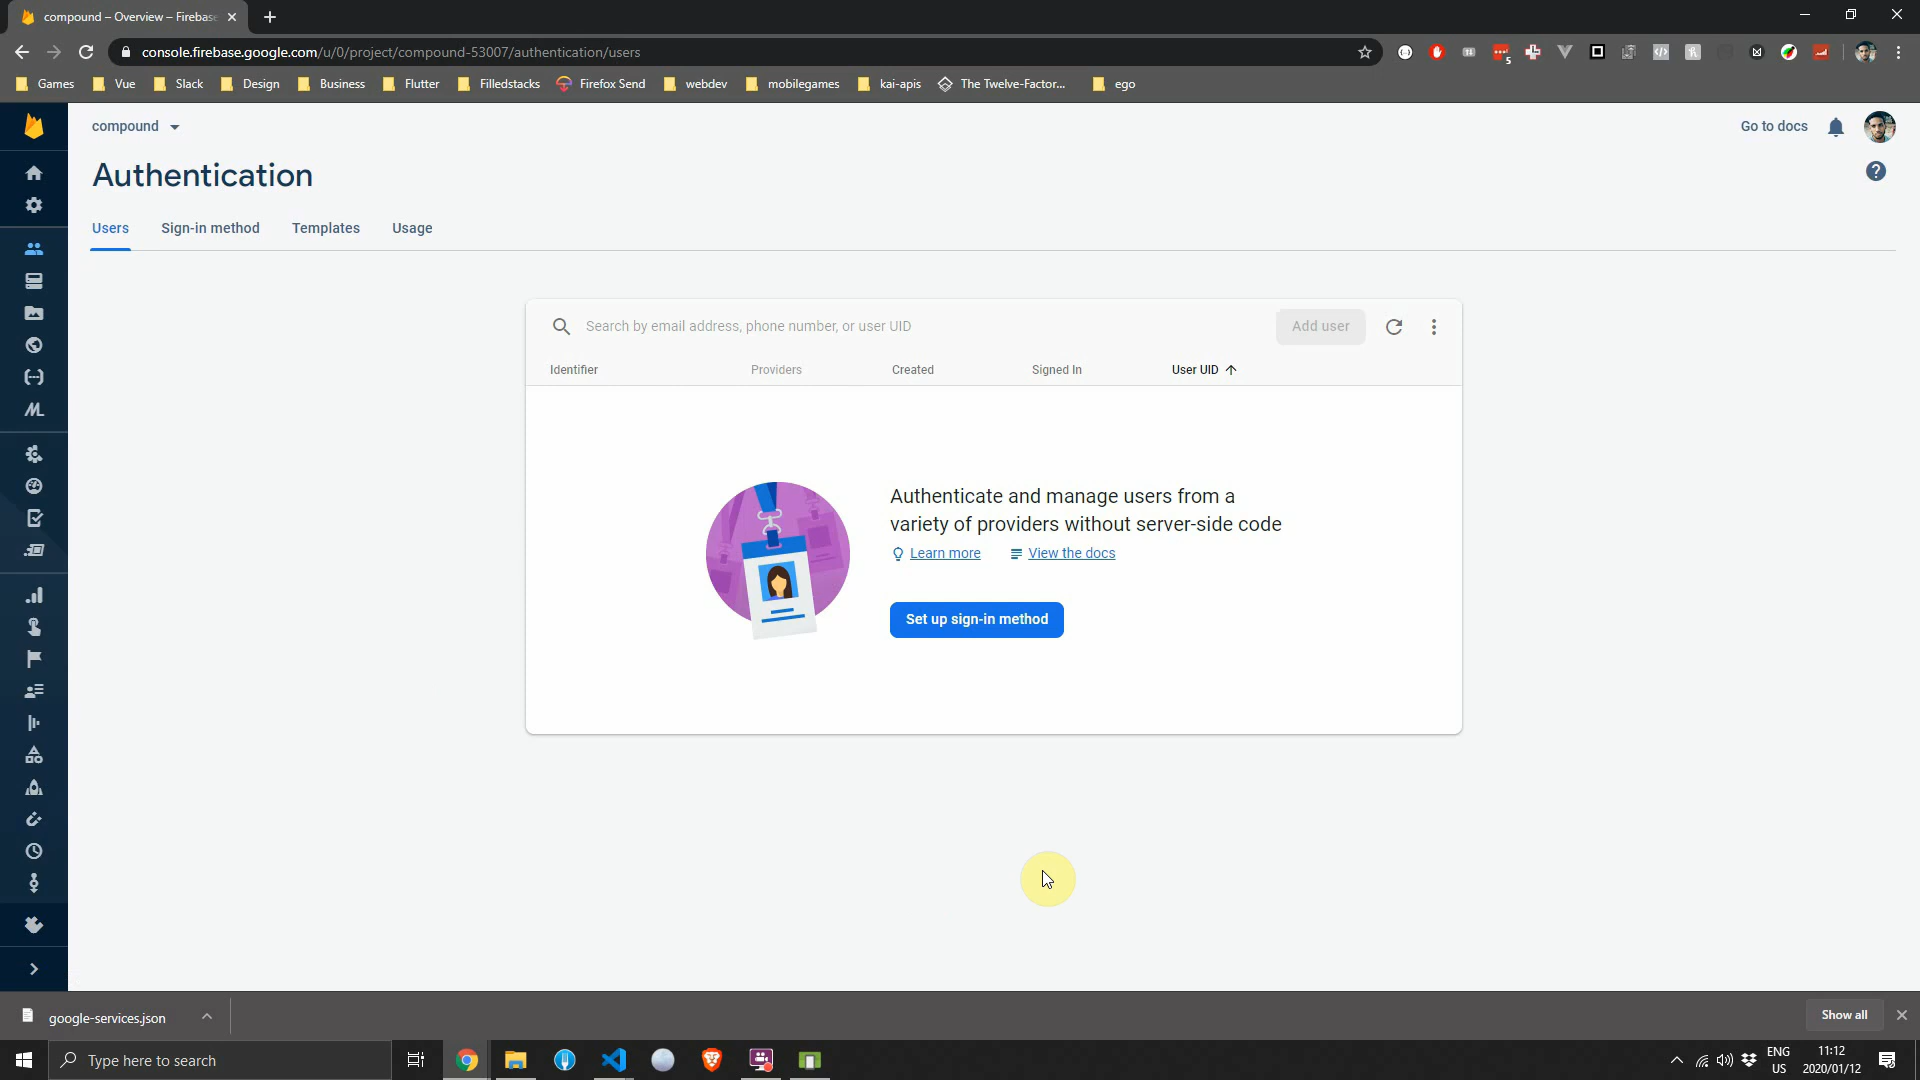 compound – Overview – Firebase
console.firebase.google.com/u/0/project/compound-53007/authentication/users
5
Games Vue Slack Design Business Flutter Filledstacks Firefox Send webdev mobilegames kai-apis The Twelve-Factor... ego
compound
Go to docs
Authentication
Users Sign-in method Templates Usage
Search by email address, phone number, or user UID
Add user
Identifier Providers Created Signed In User UID
Authenticate and manage users from a
variety of providers without server-side code
Learn more View the docs
Set up sign-in method
google-services.json
Show all
Type here to search
ENG
US
11:12
2020/01/12